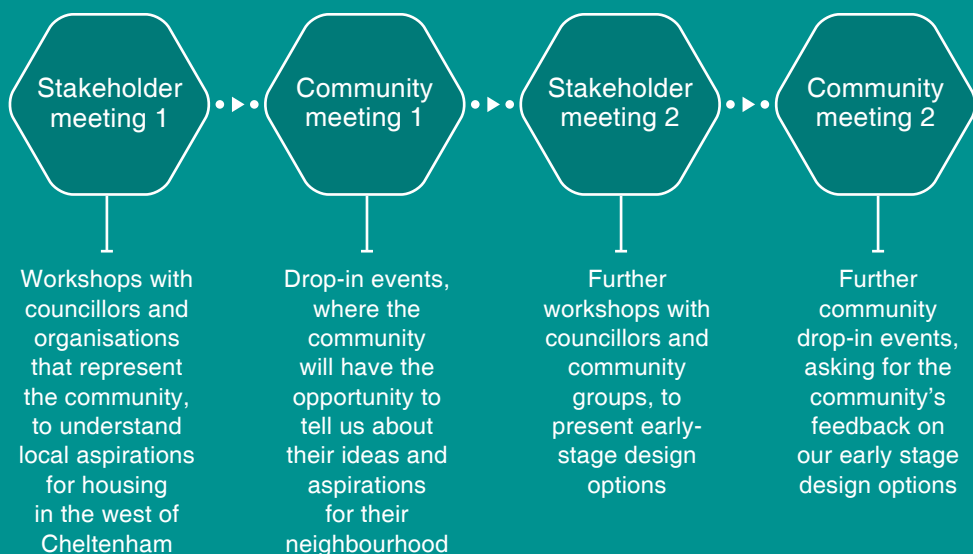 Stakeholder
meeting 1
Workshops with
councillors and
organisations
that represent
the community,
to understand
local aspirations
for housing
in the west of
Cheltenham
Community
meeting 1
Drop-in events,
where the
community
will have the
opportunity to
tell us about
their ideas and
aspirations
for their
neighbourhood
Stakeholder
meeting 2
Further
workshops with
councillors and
community
groups, to
present early-
stage design
options
Community
meeting 2
Further
community
drop-in events,
asking for the
community’s
feedback on
our early stage
design options